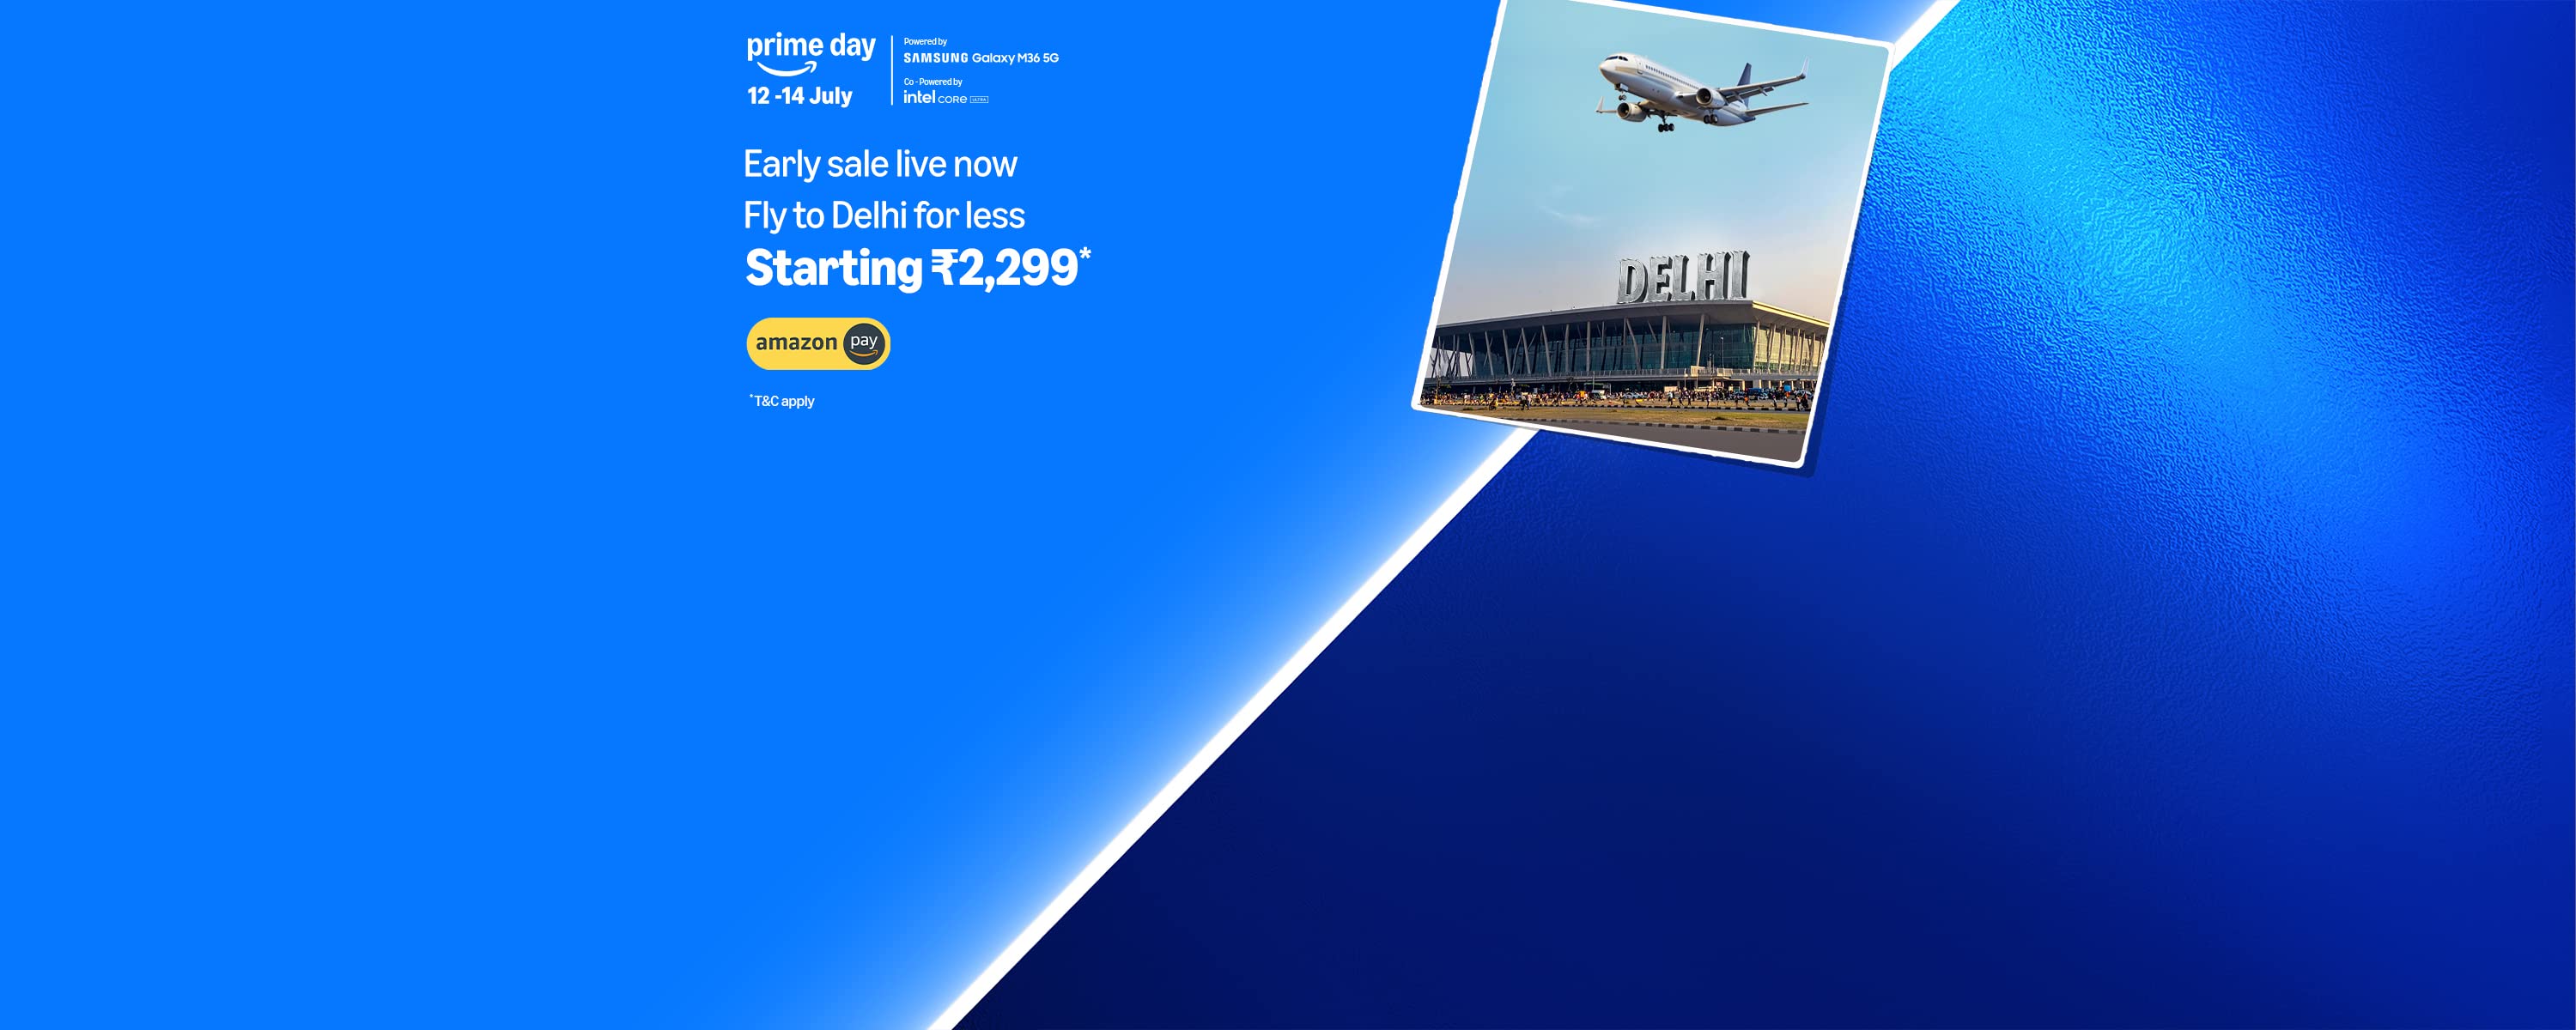 prime day
12 -14 July
Powered by
SAMSUNG Galaxy M36 5G
Co - Powered by
intel CORE ULTRA
Early sale live now
Fly to Delhi for less
Starting ₹2,299*
amazon pay
*T&C apply
DELHI